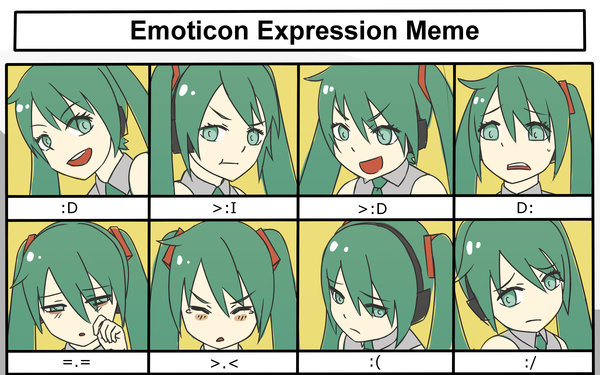 Emoticon Expression Meme
:D
>:I
>:D
D:
=.=
>.<
:(
:/